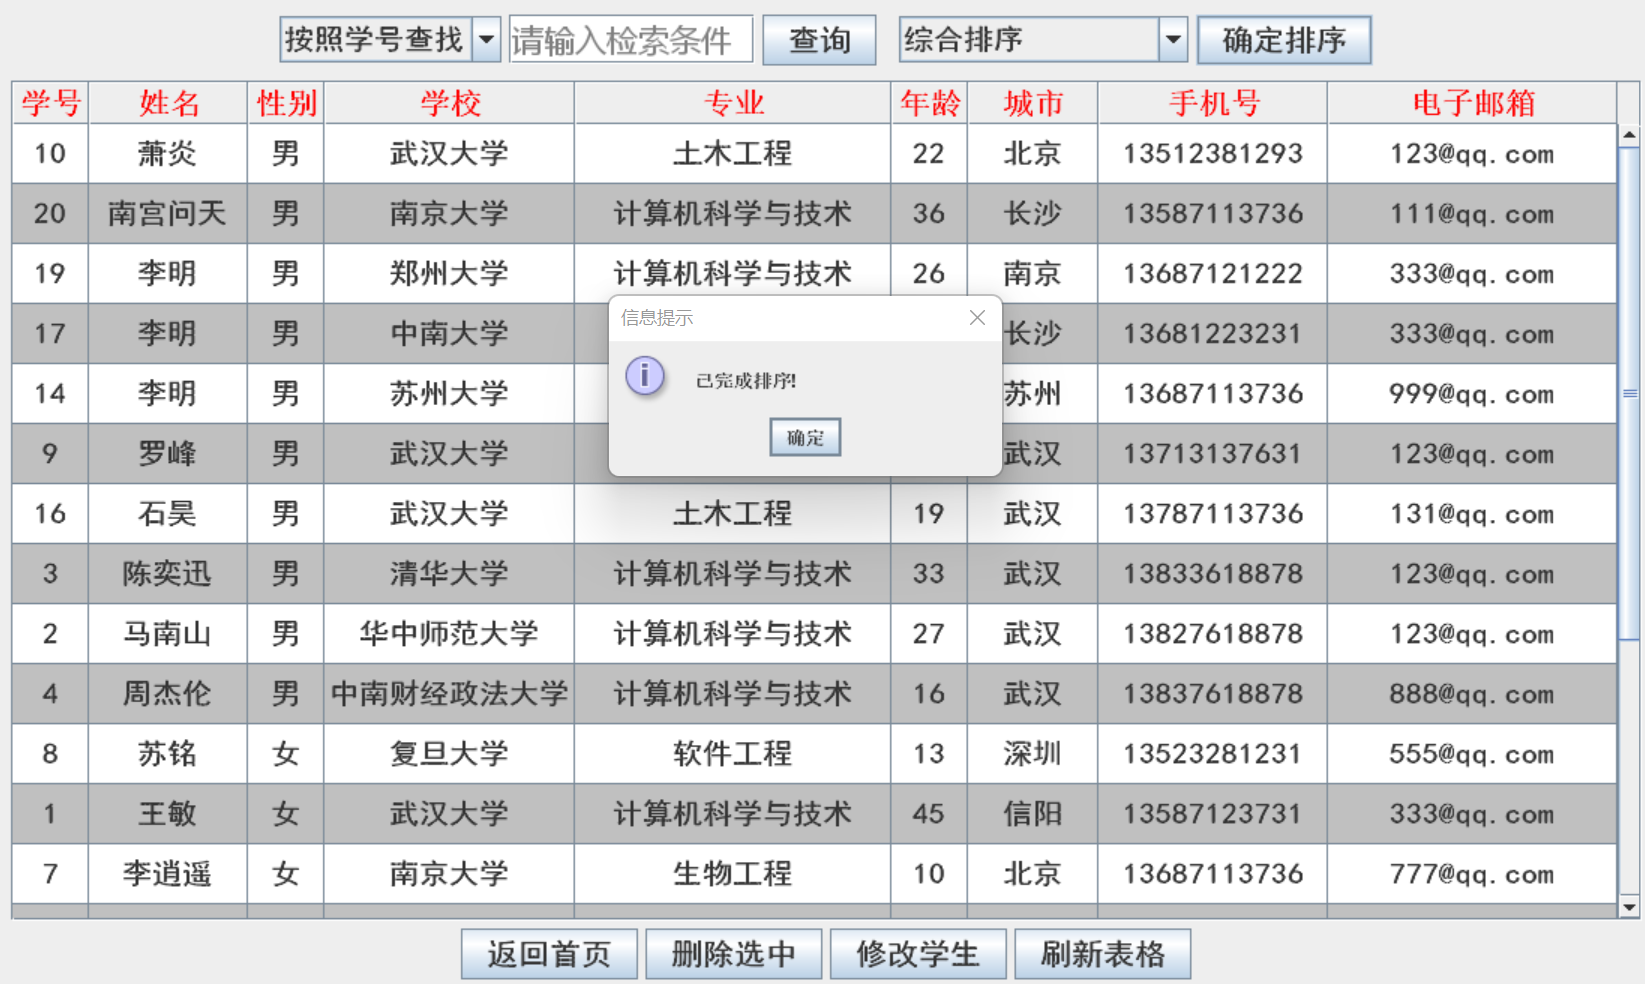 按照学号查找 请输入检索条件 查询 综合排序 确定排序
学号 姓名 性别 学校 专业 年龄 城市 手机号 电子邮箱
10 萧炎 男 武汉大学 土木工程 22 北京 13512381293 123@qq.com
20 南宫问天 男 南京大学 计算机科学与技术 36 长沙 13587113736 111@qq.com
19 李明 男 郑州大学 计算机科学与技术 26 南京 13687121222 333@qq.com
信息提示
17 李明 男 中南大学 长沙 13681223231 333@qq.com
已完成排序!
14 李明 男 苏州大学 苏州 13687113736 999@qq.com
确定
9 罗峰 男 武汉大学 武汉 13713137631 123@qq.com
16 石昊 男 武汉大学 土木工程 19 武汉 13787113736 131@qq.com
3 陈奕迅 男 清华大学 计算机科学与技术 33 武汉 13833618878 123@qq.com
2 马南山 男 华中师范大学 计算机科学与技术 27 武汉 13827618878 123@qq.com
4 周杰伦 男 中南财经政法大学 计算机科学与技术 16 武汉 13837618878 888@qq.com
8 苏铭 女 复旦大学 软件工程 13 深圳 13523281231 555@qq.com
1 王敏 女 武汉大学 计算机科学与技术 45 信阳 13587123731 333@qq.com
7 李逍遥 女 南京大学 生物工程 10 北京 13687113736 777@qq.com
返回首页 删除选中 修改学生 刷新表格